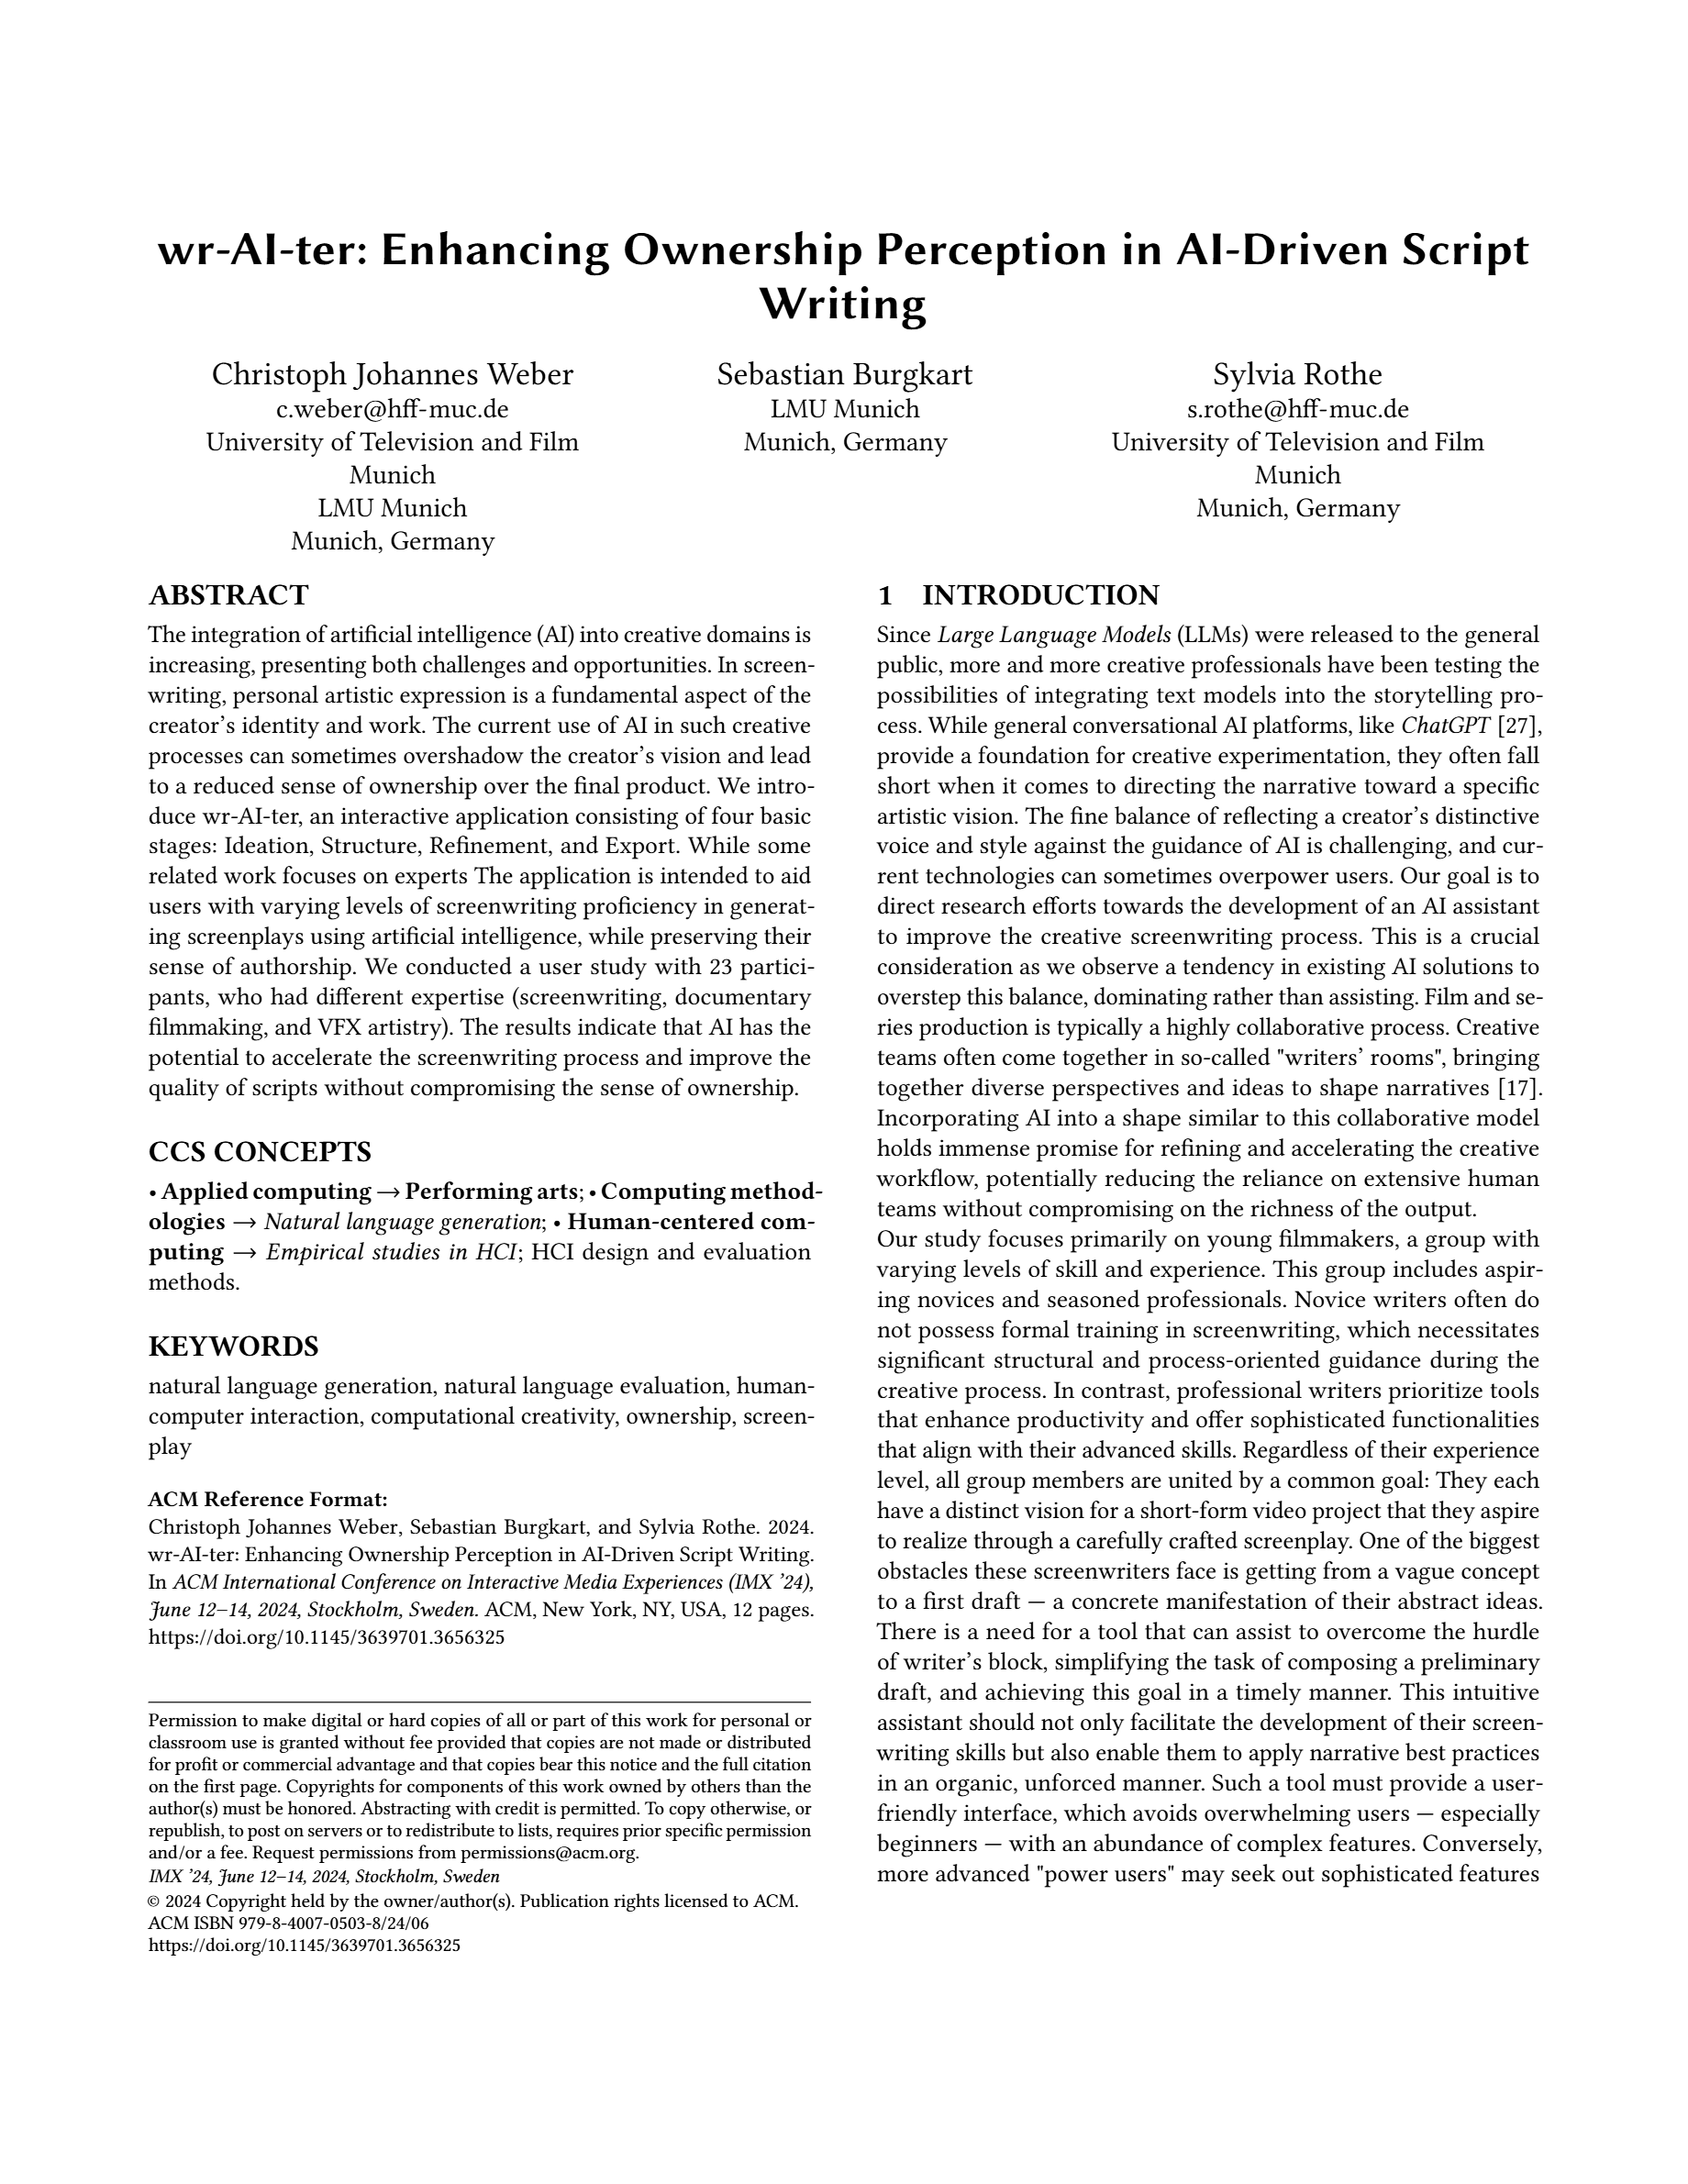 wr-AI-ter: Enhancing Ownership Perception in AI-Driven Script
Writing
Christoph Johannes Weber
c.weber@hff-muc.de
University of Television and Film
Munich
LMU Munich
Munich, Germany
Sebastian Burgkart
LMU Munich
Munich, Germany
Sylvia Rothe
s.rothe@hff-muc.de
University of Television and Film
Munich
Munich, Germany
ABSTRACT
The integration of artificial intelligence (AI) into creative domains is
increasing, presenting both challenges and opportunities. In screen-
writing, personal artistic expression is a fundamental aspect of the
creator's identity and work. The current use of AI in such creative
processes can sometimes overshadow the creator's vision and lead
to a reduced sense of ownership over the final product. We intro-
duce wr-AI-ter, an interactive application consisting of four basic
stages: Ideation, Structure, Refinement, and Export. While some
related work focuses on experts The application is intended to aid
users with varying levels of screenwriting proficiency in generat-
ing screenplays using artificial intelligence, while preserving their
sense of authorship. We conducted a user study with 23 partici-
pants, who had different expertise (screenwriting, documentary
filmmaking, and VFX artistry). The results indicate that AI has the
potential to accelerate the screenwriting process and improve the
quality of scripts without compromising the sense of ownership.
CCS CONCEPTS
• Applied computing → Performing arts; • Computing method-
ologies → Natural language generation; • Human-centered com-
puting → Empirical studies in HCI; HCI design and evaluation
methods.
KEYWORDS
natural language generation, natural language evaluation, human-
computer interaction, computational creativity, ownership, screen-
play
ACM Reference Format:
Christoph Johannes Weber, Sebastian Burgkart, and Sylvia Rothe. 2024.
wr-AI-ter: Enhancing Ownership Perception in AI-Driven Script Writing.
In ACM International Conference on Interactive Media Experiences (IMX '24),
June 12–14, 2024, Stockholm, Sweden. ACM, New York, NY, USA, 12 pages.
https://doi.org/10.1145/3639701.3656325
Permission to make digital or hard copies of all or part of this work for personal or
classroom use is granted without fee provided that copies are not made or distributed
for profit or commercial advantage and that copies bear this notice and the full citation
on the first page. Copyrights for components of this work owned by others than the
author(s) must be honored. Abstracting with credit is permitted. To copy otherwise, or
republish, to post on servers or to redistribute to lists, requires prior specific permission
and/or a fee. Request permissions from permissions@acm.org.
IMX '24, June 12–14, 2024, Stockholm, Sweden
© 2024 Copyright held by the owner/author(s). Publication rights licensed to ACM.
ACM ISBN 979-8-4007-0503-8/24/06
https://doi.org/10.1145/3639701.3656325
1 INTRODUCTION
Since Large Language Models (LLMs) were released to the general
public, more and more creative professionals have been testing the
possibilities of integrating text models into the storytelling pro-
cess. While general conversational AI platforms, like ChatGPT [27],
provide a foundation for creative experimentation, they often fall
short when it comes to directing the narrative toward a specific
artistic vision. The fine balance of reflecting a creator's distinctive
voice and style against the guidance of AI is challenging, and cur-
rent technologies can sometimes overpower users. Our goal is to
direct research efforts towards the development of an AI assistant
to improve the creative screenwriting process. This is a crucial
consideration as we observe a tendency in existing AI solutions to
overstep this balance, dominating rather than assisting. Film and se-
ries production is typically a highly collaborative process. Creative
teams often come together in so-called "writers' rooms", bringing
together diverse perspectives and ideas to shape narratives [17].
Incorporating AI into a shape similar to this collaborative model
holds immense promise for refining and accelerating the creative
workflow, potentially reducing the reliance on extensive human
teams without compromising on the richness of the output.
Our study focuses primarily on young filmmakers, a group with
varying levels of skill and experience. This group includes aspir-
ing novices and seasoned professionals. Novice writers often do
not possess formal training in screenwriting, which necessitates
significant structural and process-oriented guidance during the
creative process. In contrast, professional writers prioritize tools
that enhance productivity and offer sophisticated functionalities
that align with their advanced skills. Regardless of their experience
level, all group members are united by a common goal: They each
have a distinct vision for a short-form video project that they aspire
to realize through a carefully crafted screenplay. One of the biggest
obstacles these screenwriters face is getting from a vague concept
to a first draft — a concrete manifestation of their abstract ideas.
There is a need for a tool that can assist to overcome the hurdle
of writer's block, simplifying the task of composing a preliminary
draft, and achieving this goal in a timely manner. This intuitive
assistant should not only facilitate the development of their screen-
writing skills but also enable them to apply narrative best practices
in an organic, unforced manner. Such a tool must provide a user-
friendly interface, which avoids overwhelming users — especially
beginners — with an abundance of complex features. Conversely,
more advanced "power users" may seek out sophisticated features